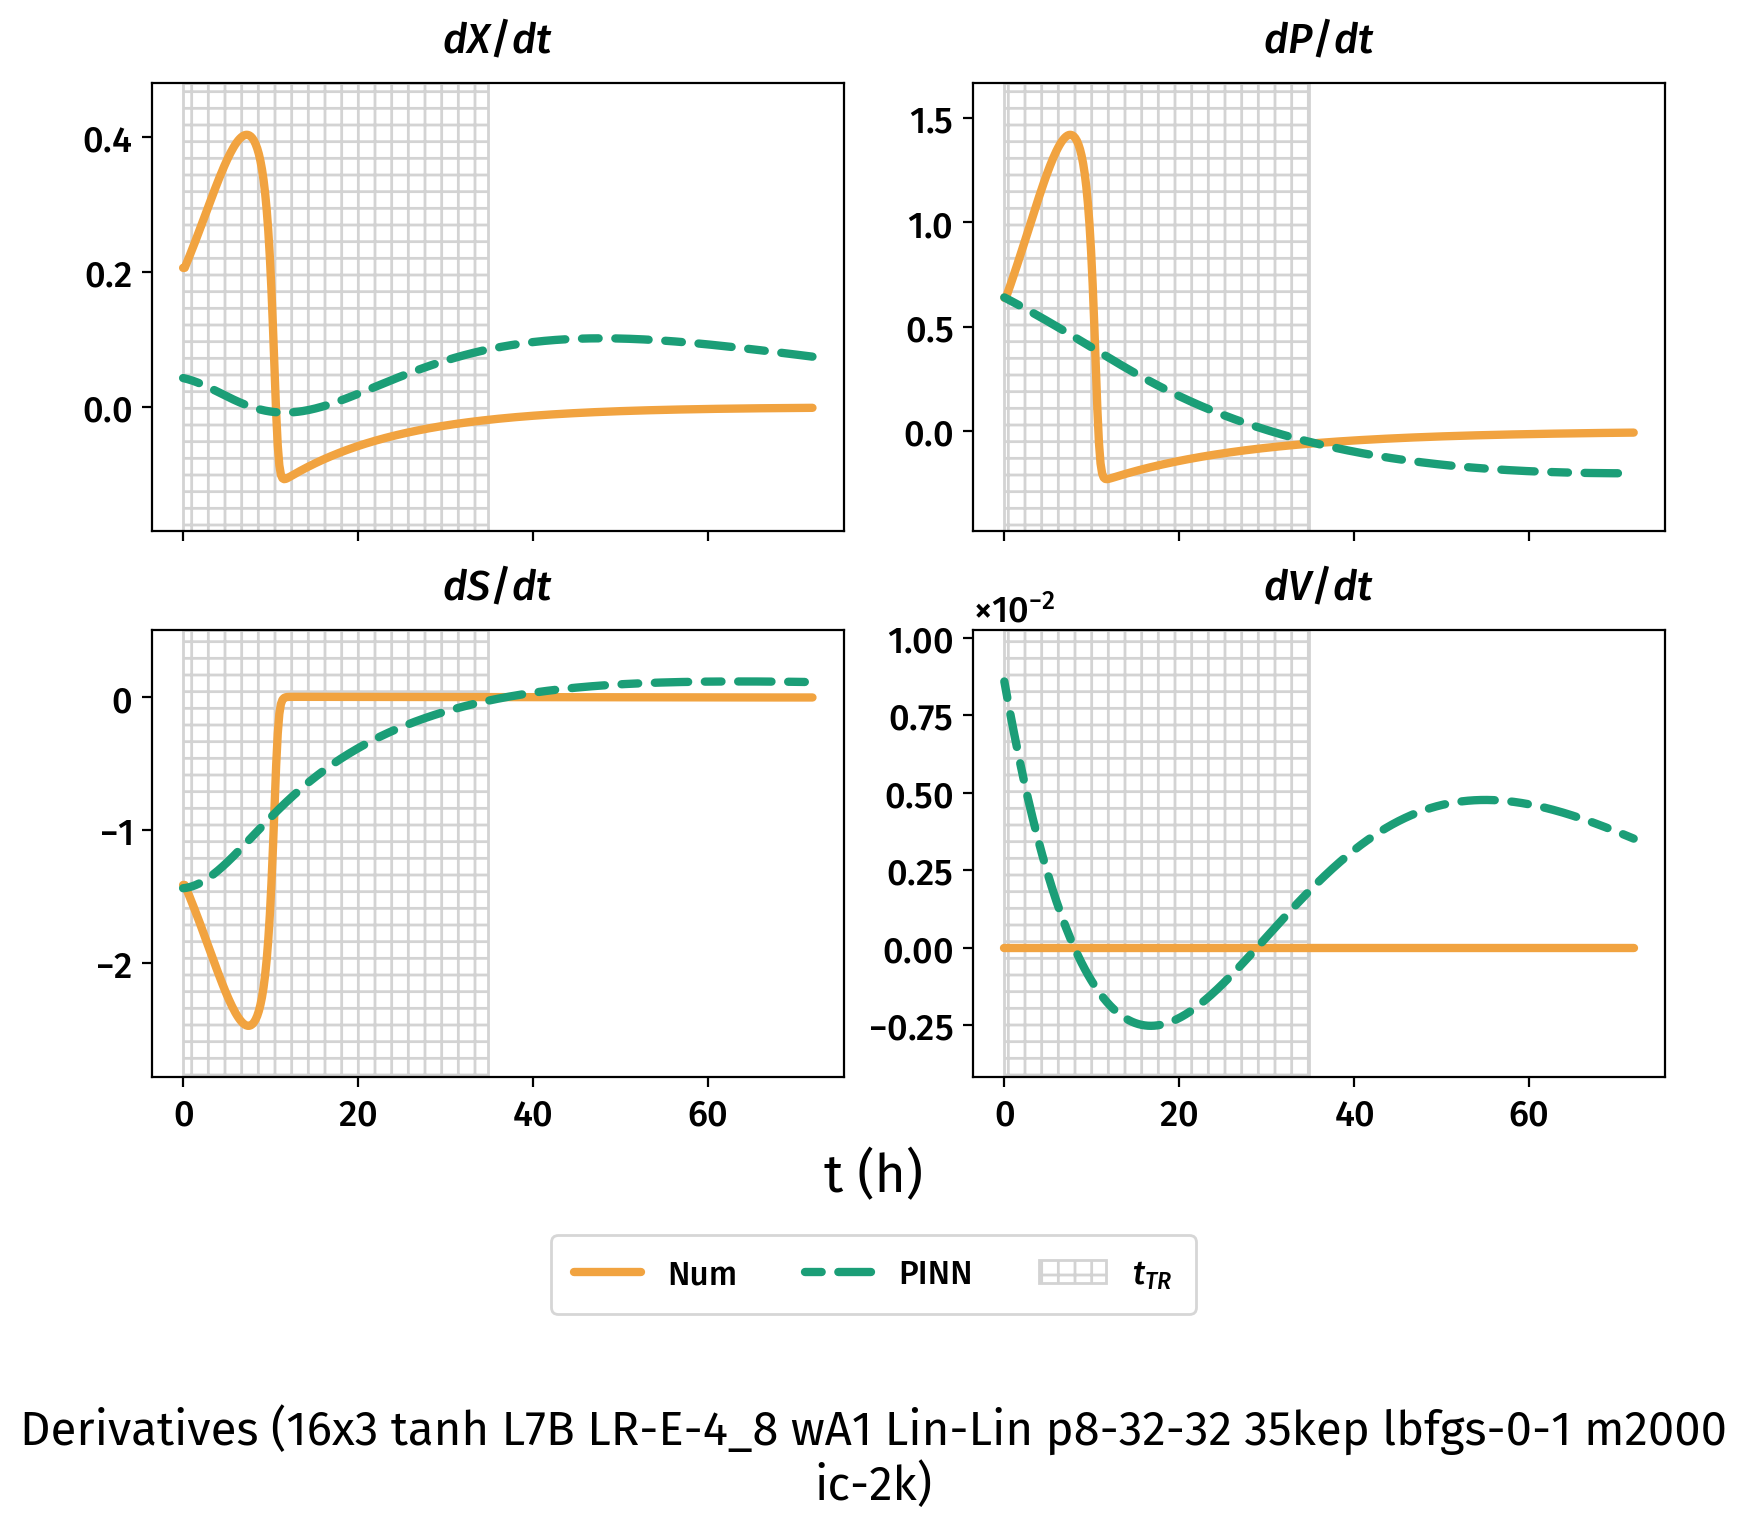 dX/dt
dP/dt
0.4
0.2
0.0
1.5
1.0
0.5
0.0
dS/dt
dV/dt
×10⁻²
0
−1
−2
1.00
0.75
0.50
0.25
0.00
−0.25
0 20 40 60
0 20 40 60
t (h)
Num PINN t_TR
Derivatives (16x3 tanh L7B LR-E-4_8 wA1 Lin-Lin p8-32-32 35kep lbfgs-0-1 m2000
ic-2k)